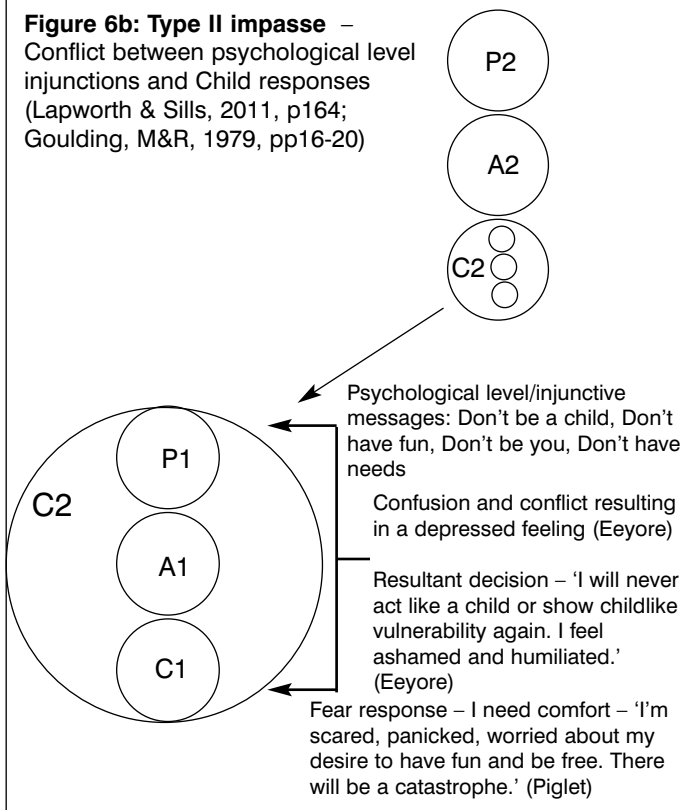 Figure 6b: Type II impasse –
Conflict between psychological level
injunctions and Child responses
(Lapworth & Sills, 2011, p164;
Goulding, M&R, 1979, pp16-20)
P2
A2
C2
Psychological level/injunctive
messages: Don’t be a child, Don’t
have fun, Don’t be you, Don’t have
needs
P1
C2
Confusion and conflict resulting
in a depressed feeling (Eeyore)
A1
Resultant decision – ‘I will never
act like a child or show childlike
vulnerability again. I feel
ashamed and humiliated.’
(Eeyore)
C1
Fear response – I need comfort – ‘I’m
scared, panicked, worried about my
desire to have fun and be free. There
will be a catastrophe.’ (Piglet)